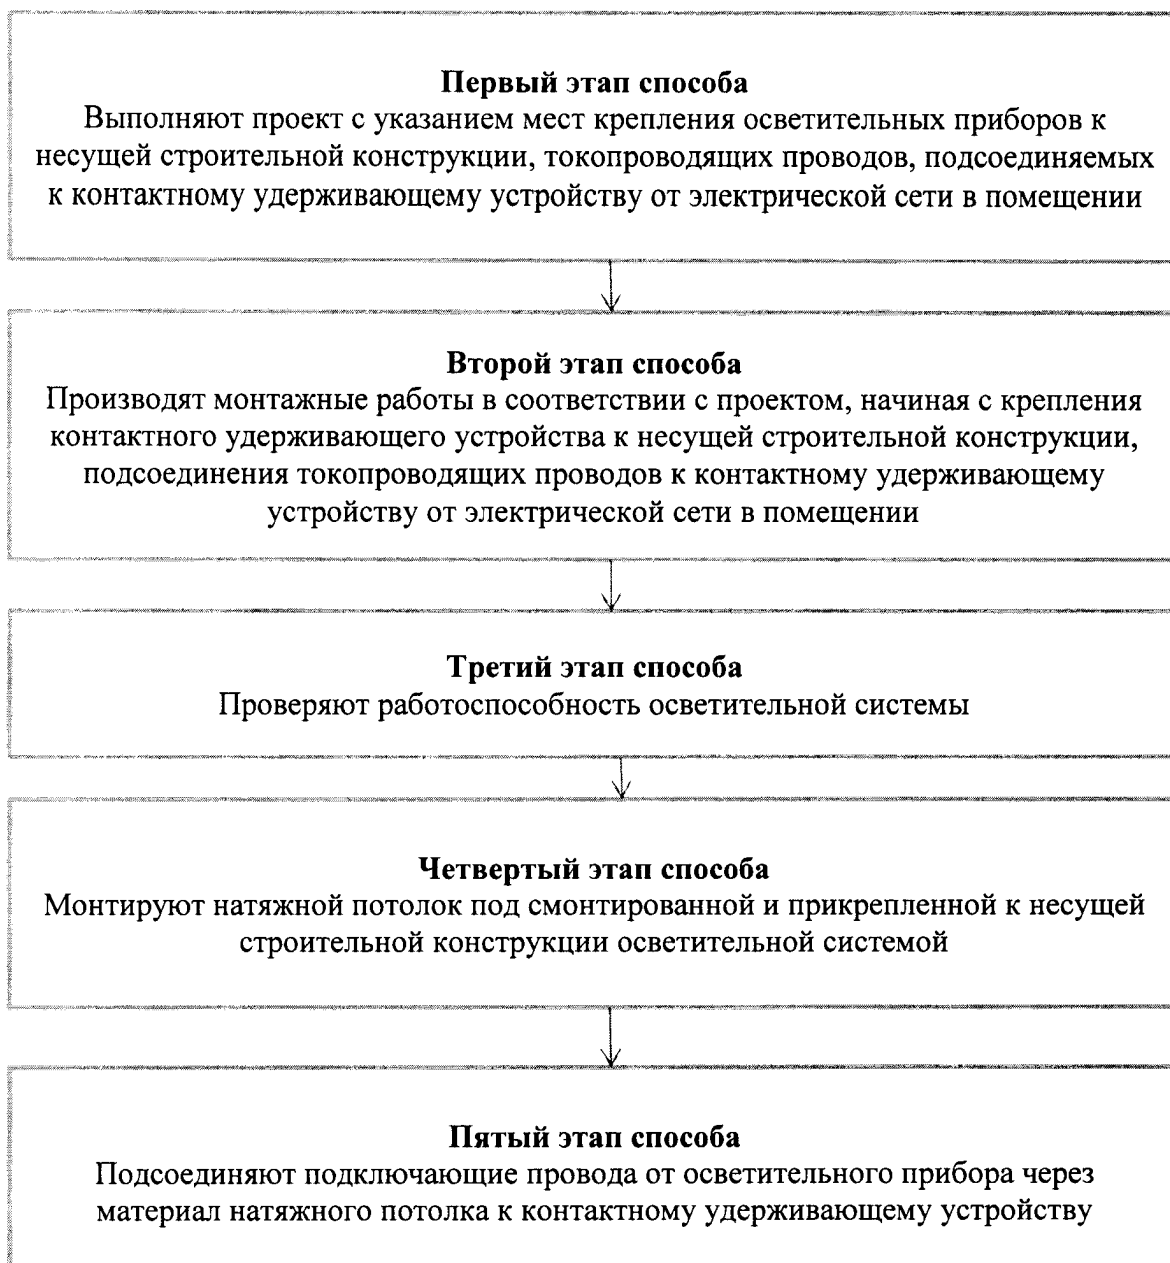 Первый этап способа
Выполняют проект с указанием мест крепления осветительных приборов к
несущей строительной конструкции, токопроводящих проводов, подсоединяемых
к контактному удерживающему устройству от электрической сети в помещении
Второй этап способа
Производят монтажные работы в соответствии с проектом, начиная с крепления
контактного удерживающего устройства к несущей строительной конструкции,
подсоединения токопроводящих проводов к контактному удерживающему
устройству от электрической сети в помещении
Третий этап способа
Проверяют работоспособность осветительной системы
Четвертый этап способа
Монтируют натяжной потолок под смонтированной и прикрепленной к несущей
строительной конструкции осветительной системой
Пятый этап способа
Подсоединяют подключающие провода от осветительного прибора через
материал натяжного потолка к контактному удерживающему устройству